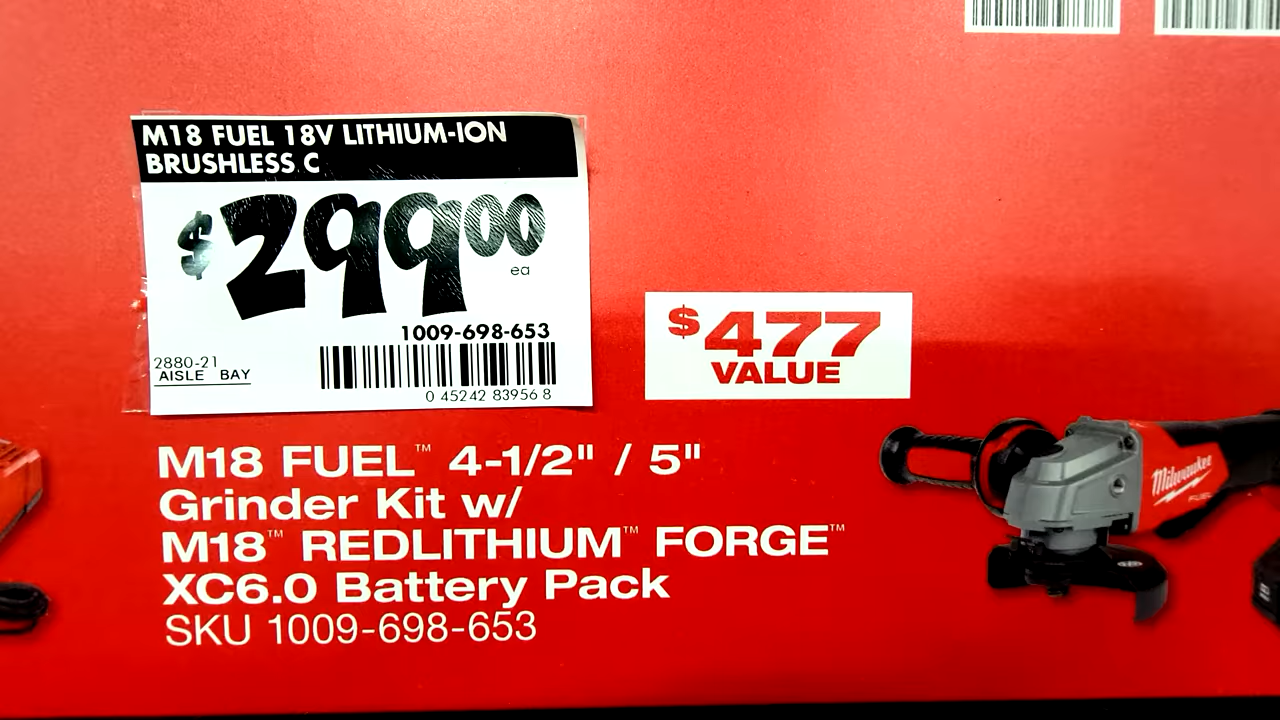 M18 FUEL 18V LITHIUM-ION
BRUSHLESS C
$29900
ea
1009-698-653
2880-21
AISLE BAY
0 45242 83956 8
$477
VALUE
M18 FUEL™ 4-1/2" / 5"
Grinder Kit w/
M18™ REDLITHIUM™ FORGE™
XC6.0 Battery Pack
SKU 1009-698-653
Milwaukee
FUEL